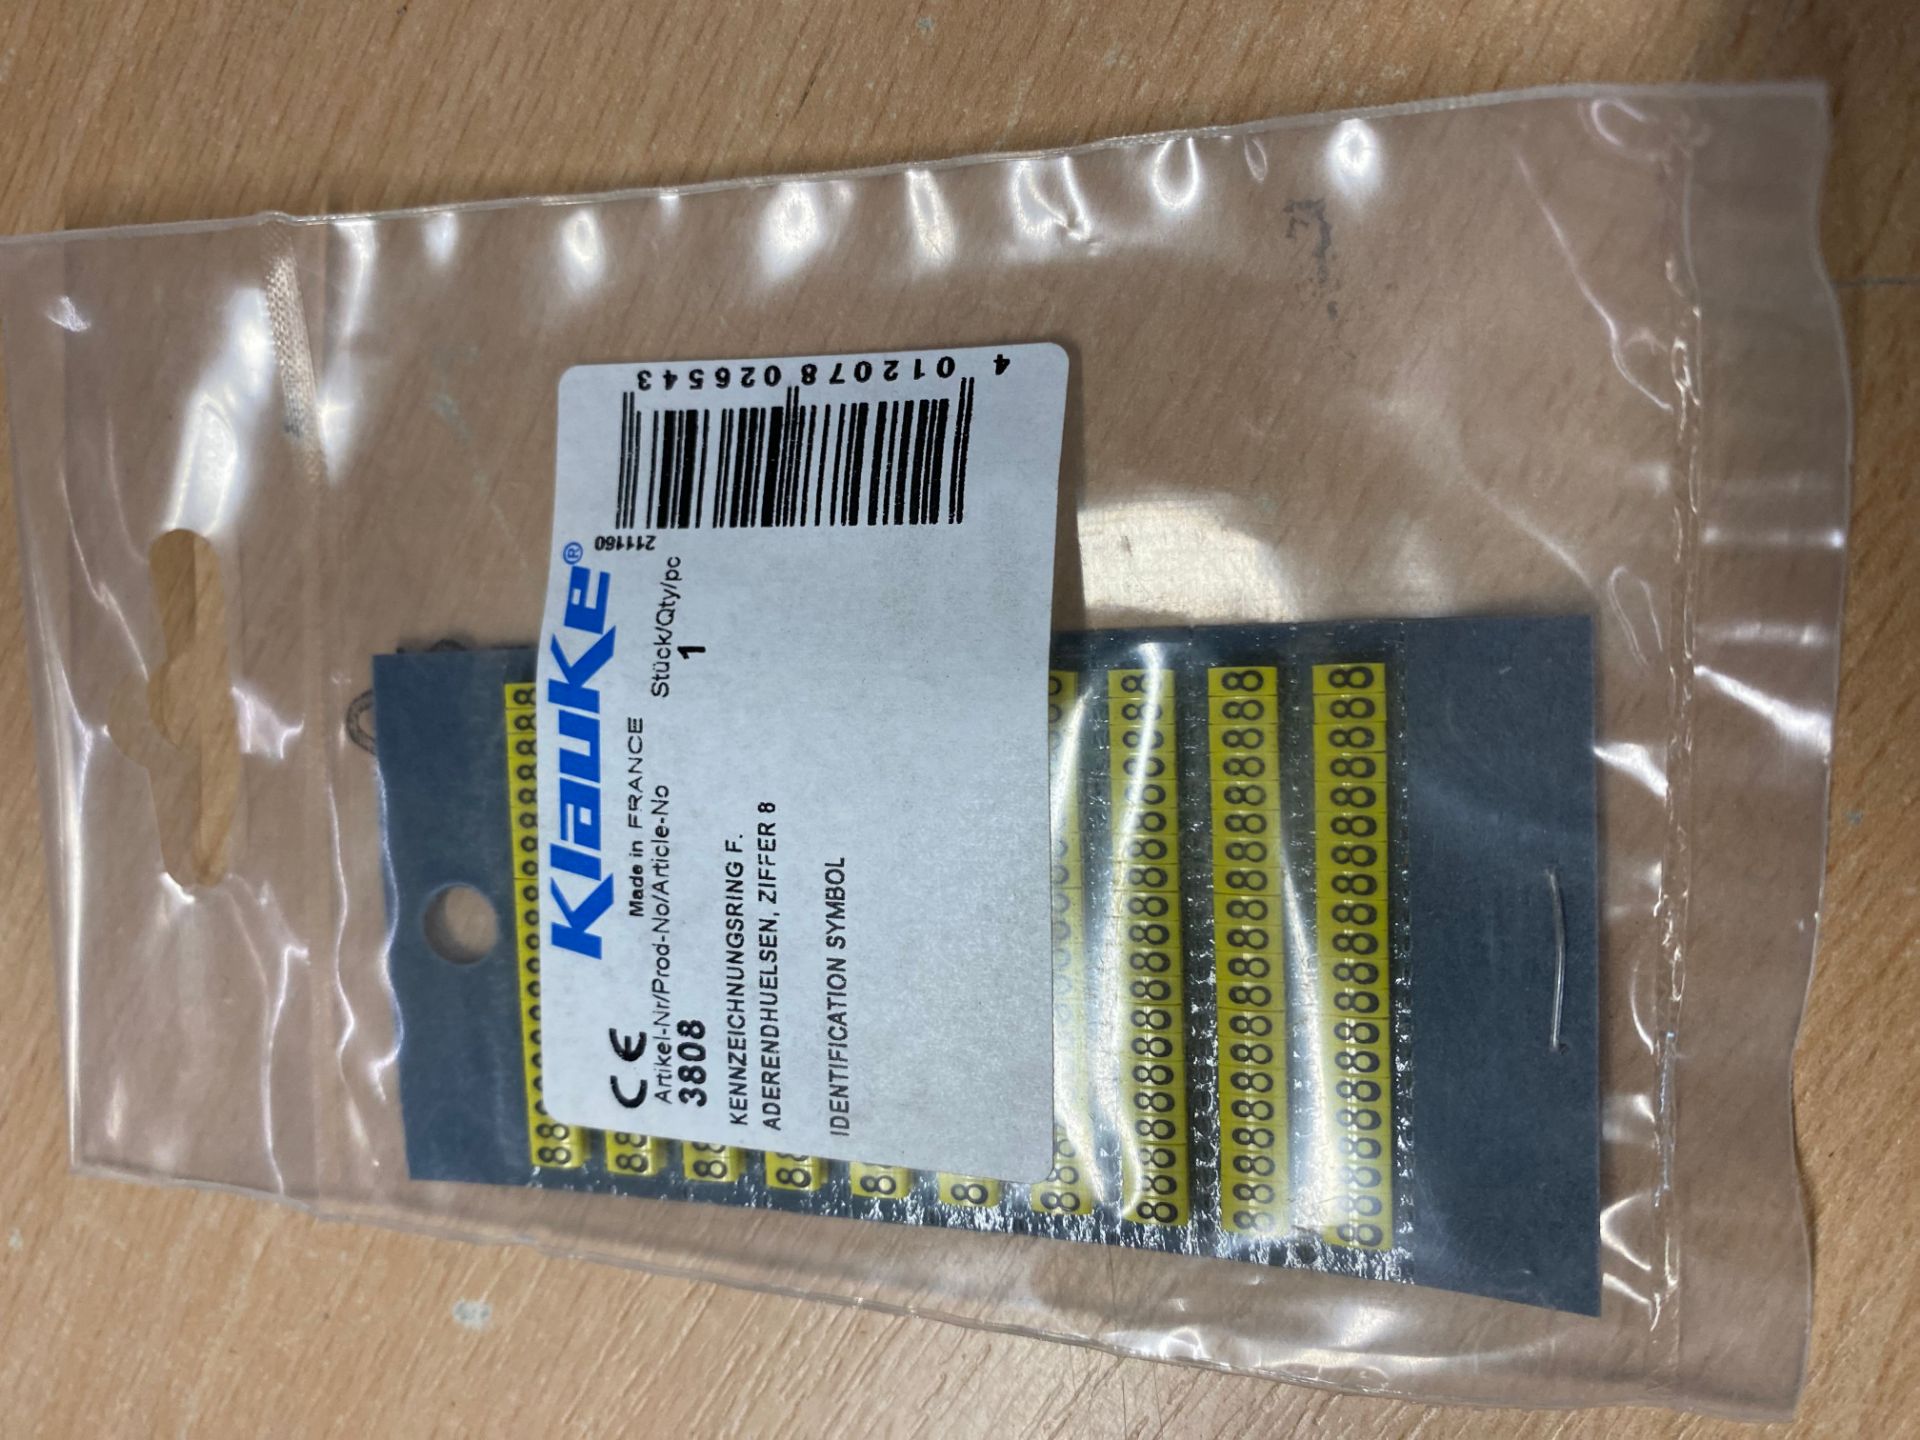 Klauke®
CE Made in FRANCE
211160
Artikel-Nr/Prod-No/Article-No Stück/Qty/pc
3808 1
KENNZEICHNUNGSRING F.
ADERENDHUELSEN, ZIFFER 8
IDENTIFICATION SYMBOL
4 012078 026543